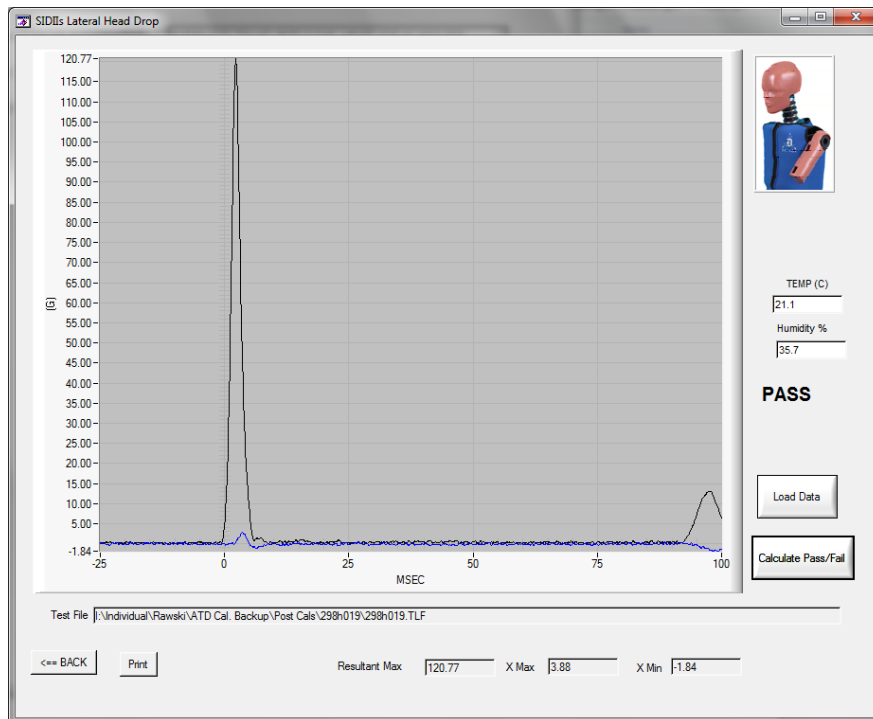 SIDIIs Lateral Head Drop
120.77
115.00
110.00
105.00
100.00
95.00
90.00
85.00
80.00
75.00
70.00
65.00
60.00
55.00
50.00
45.00
40.00
35.00
30.00
25.00
20.00
15.00
10.00
5.00
-1.84
(G)
-25 0 25 50 75 100
MSEC
TEMP (C)
21.1
Humidity %
35.7
PASS
Load Data
Calculate Pass/Fail
Test File I:\Individual\Rawski\ATD Cal. Backup\Post Cals\298h019\298h019.TLF
<== BACK
Print
Resultant Max 120.77 X Max 3.88 X Min -1.84